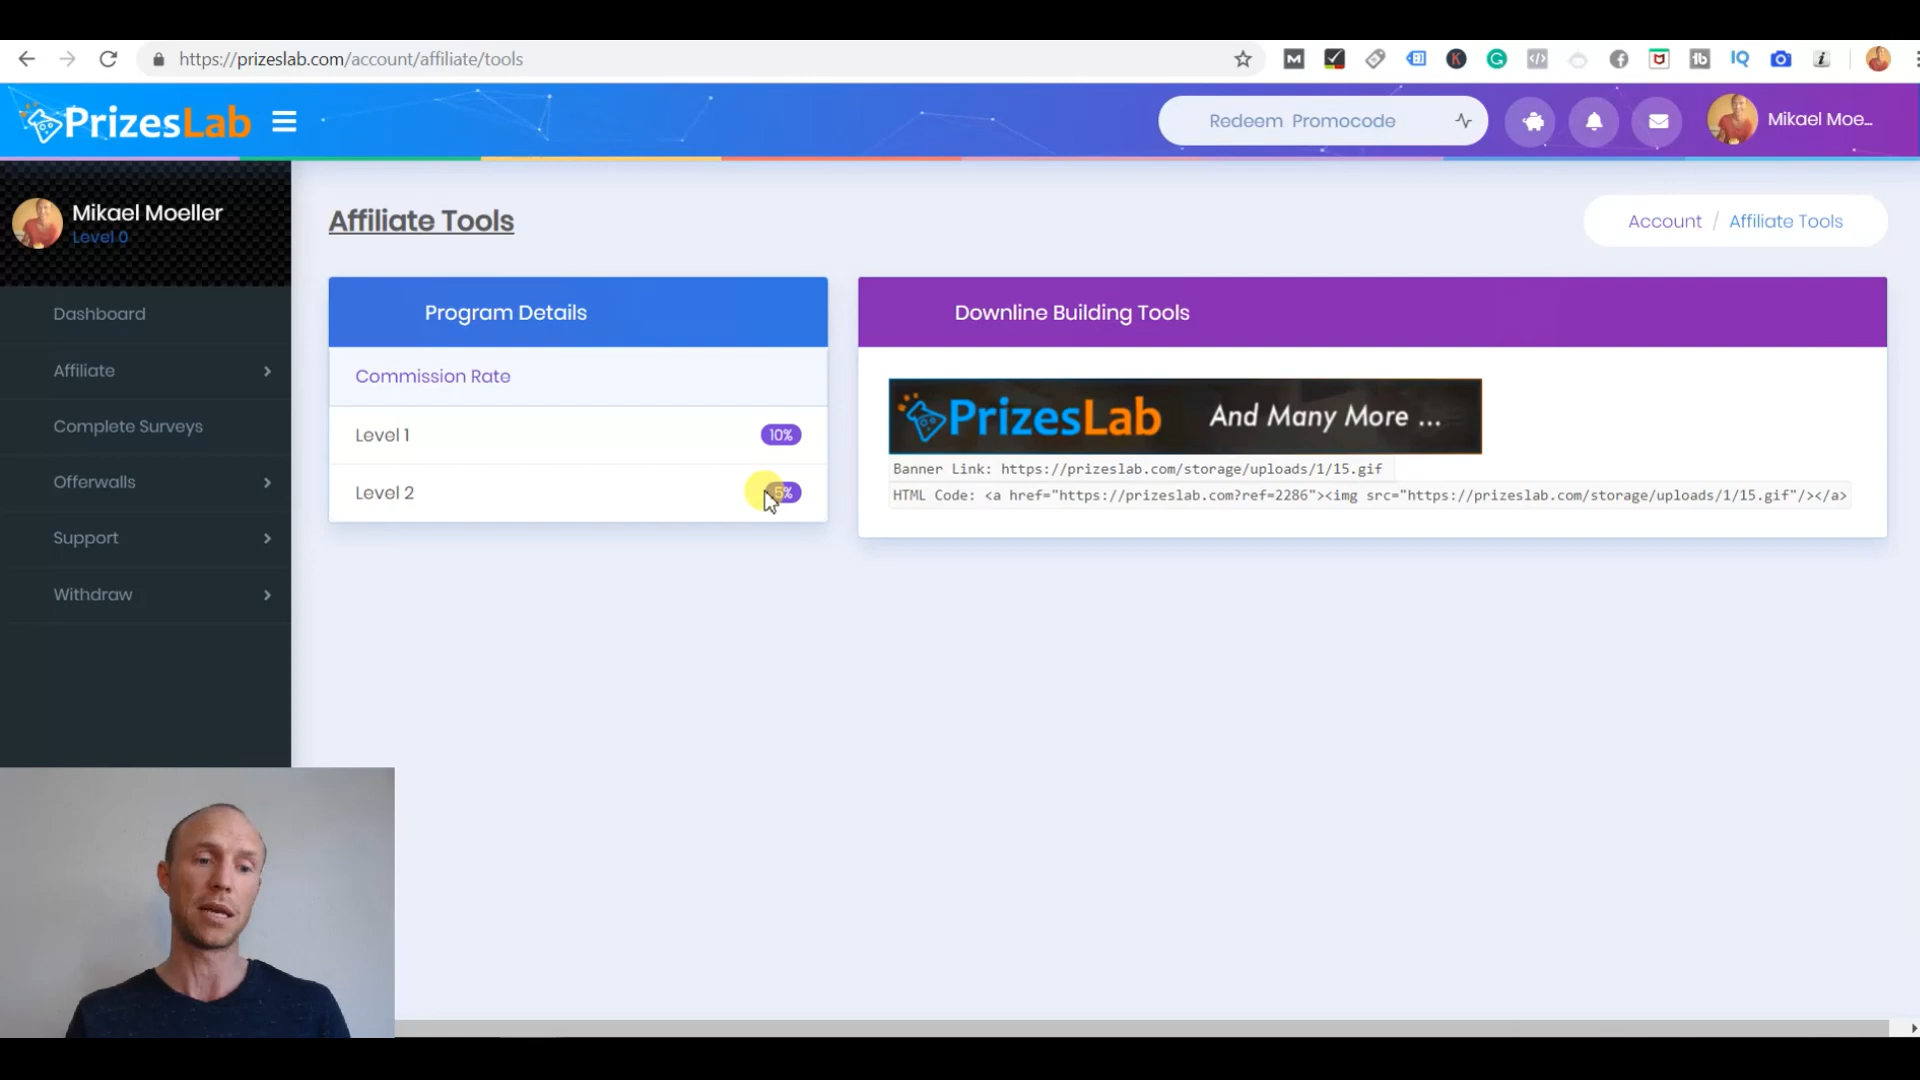 https://prizeslab.com/account/affiliate/tools
PrizesLab
Redeem Promocode
Mikael Moe...
Mikael Moeller
Level 0
Dashboard
Affiliate
Complete Surveys
Offerwalls
Support
Withdraw
Affiliate Tools
Account / Affiliate Tools
Program Details
Commission Rate
Level 1 10%
Level 2 5%
Downline Building Tools
PrizesLab And Many More ...
Banner Link: https://prizeslab.com/storage/uploads/1/15.gif
HTML Code: <a href="https://prizeslab.com?ref=2286"><img src="https://prizeslab.com/storage/uploads/1/15.gif"/></a>